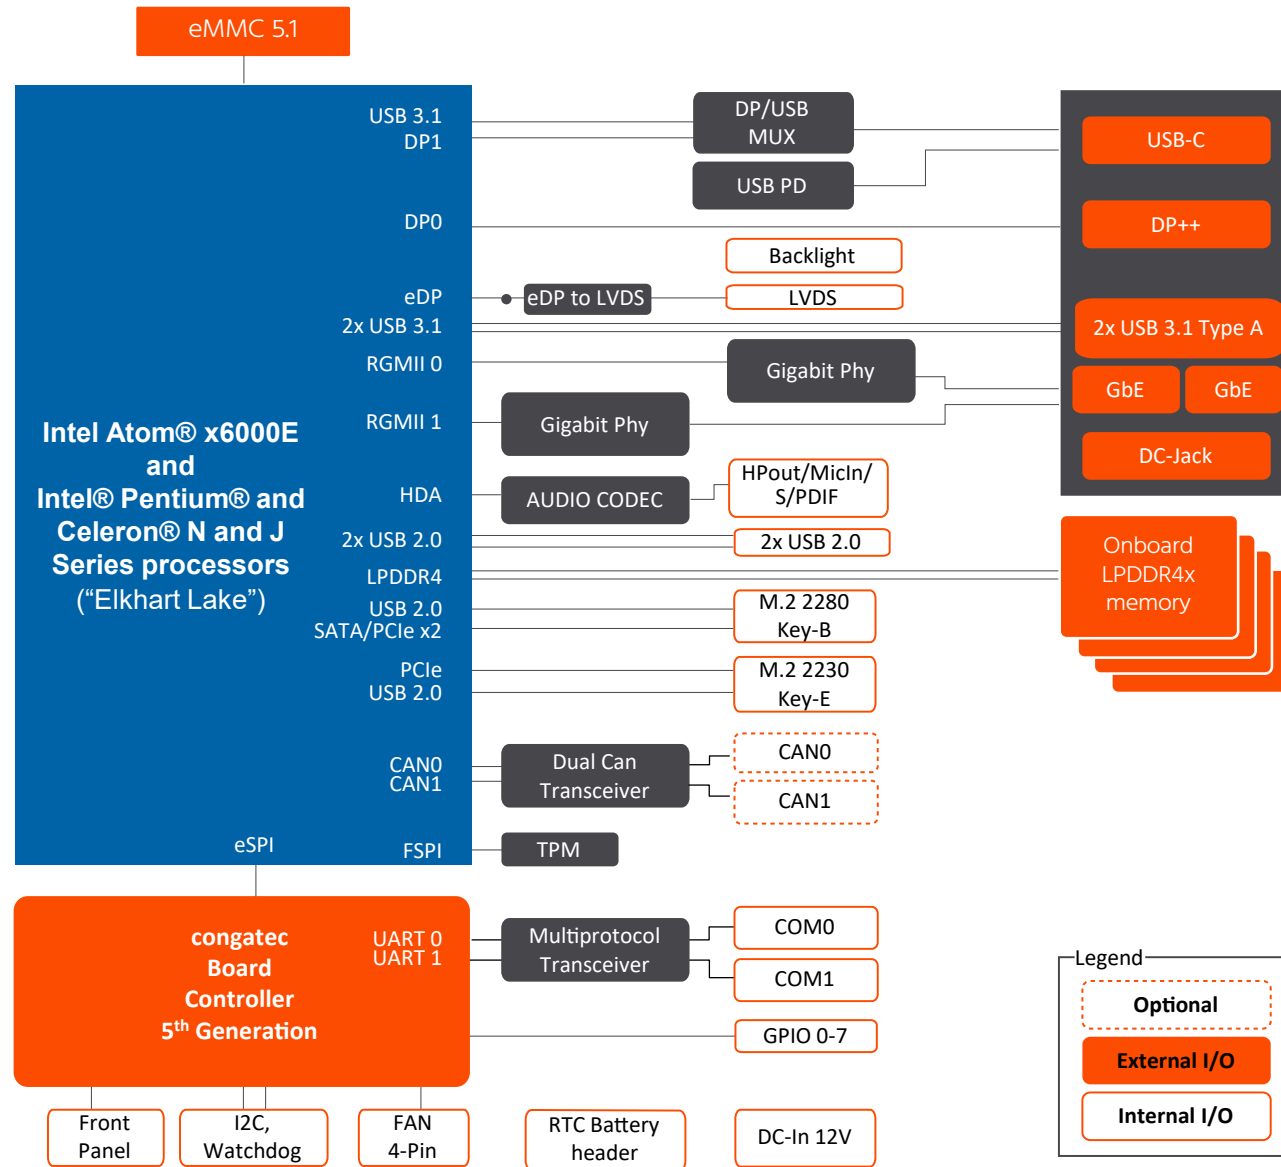 eMMC 5.1
USB 3.1
DP1
DP0
eDP
2x USB 3.1
RGMII 0
RGMII 1
HDA
2x USB 2.0
LPDDR4
USB 2.0
SATA/PCIe x2
PCIe
USB 2.0
CAN0
CAN1
eSPI
FSPI
Intel Atom® x6000E
and
Intel® Pentium® and
Celeron® N and J
Series processors
(“Elkhart Lake”)
DP/USB
MUX
USB PD
Backlight
eDP to LVDS
LVDS
Gigabit Phy
Gigabit Phy
AUDIO CODEC
HPout/MicIn/
S/PDIF
2x USB 2.0
M.2 2280
Key-B
M.2 2230
Key-E
Dual Can
Transceiver
CAN0
CAN1
TPM
USB-C
DP++
2x USB 3.1 Type A
GbE
GbE
DC-Jack
Onboard
LPDDR4x
memory
congatec
Board
Controller
5th Generation
UART 0
UART 1
Multiprotocol
Transceiver
COM0
COM1
GPIO 0-7
Front
Panel
I2C,
Watchdog
FAN
4-Pin
RTC Battery
header
DC-In 12V
Legend
Optional
External I/O
Internal I/O